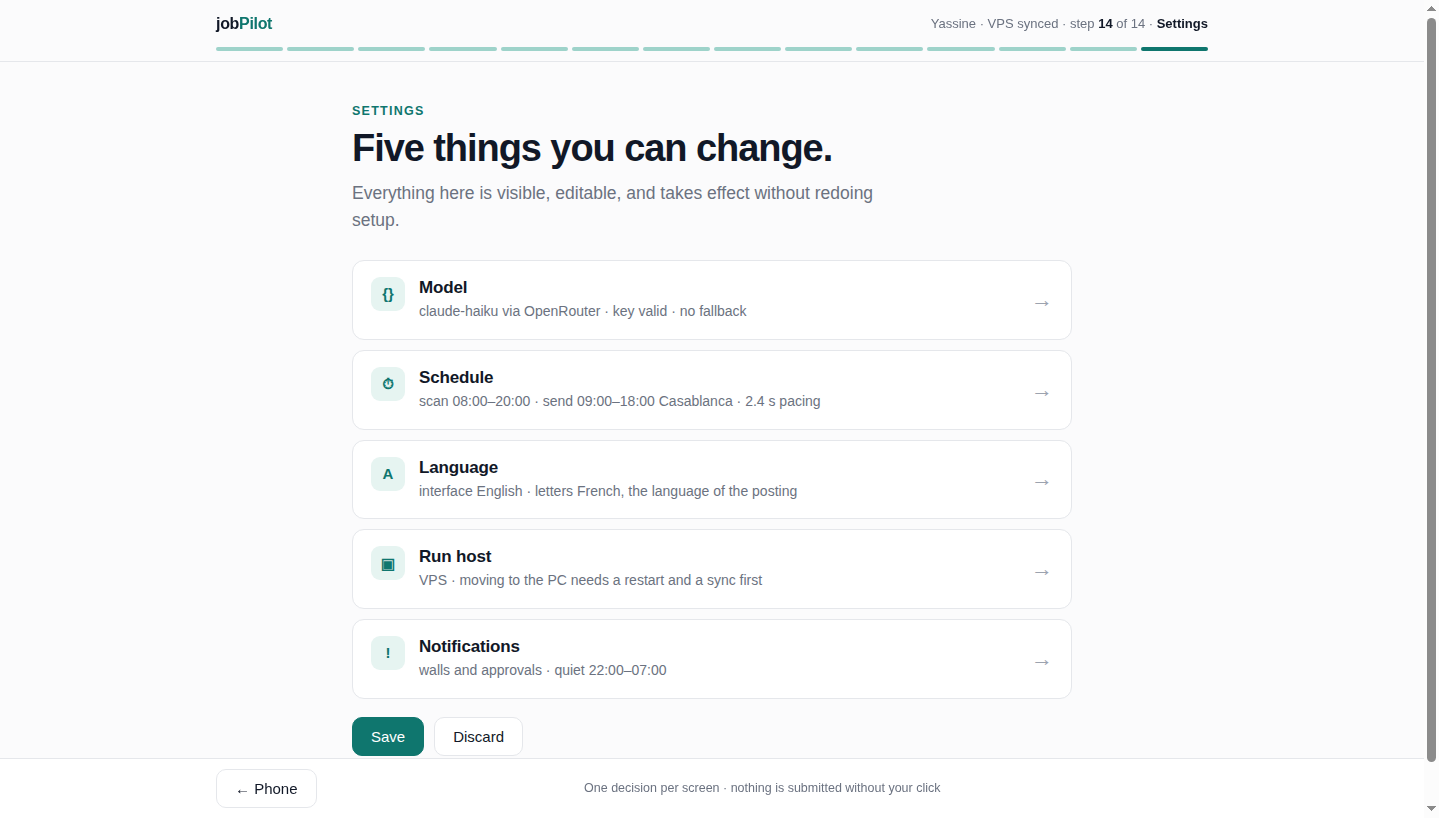 jobPilot
Yassine · VPS synced · step 14 of 14 · Settings
SETTINGS
Five things you can change.
Everything here is visible, editable, and takes effect without redoing
setup.
{}
Model
claude-haiku via OpenRouter · key valid · no fallback
→
⏱
Schedule
scan 08:00–20:00 · send 09:00–18:00 Casablanca · 2.4 s pacing
→
A
Language
interface English · letters French, the language of the posting
→
▣
Run host
VPS · moving to the PC needs a restart and a sync first
→
!
Notifications
walls and approvals · quiet 22:00–07:00
→
Save
Discard
← Phone
One decision per screen · nothing is submitted without your click